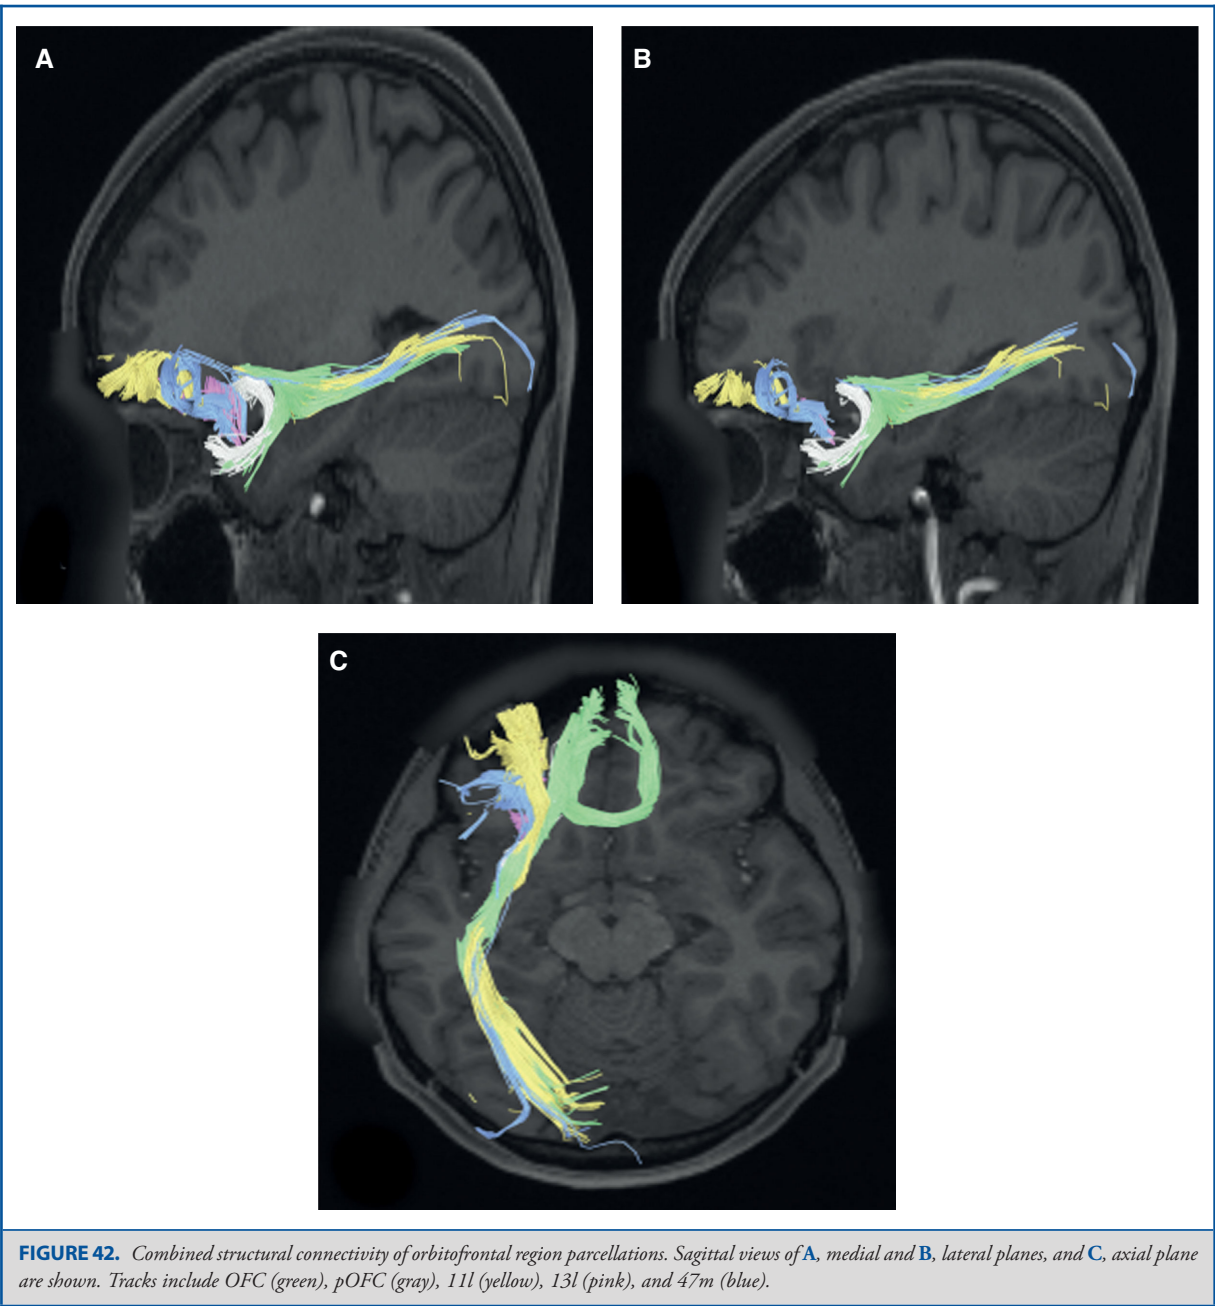 A
B
C
FIGURE 42. Combined structural connectivity of orbitofrontal region parcellations. Sagittal views of A, medial and B, lateral planes, and C, axial plane
are shown. Tracks include OFC (green), pOFC (gray), 11l (yellow), 13l (pink), and 47m (blue).